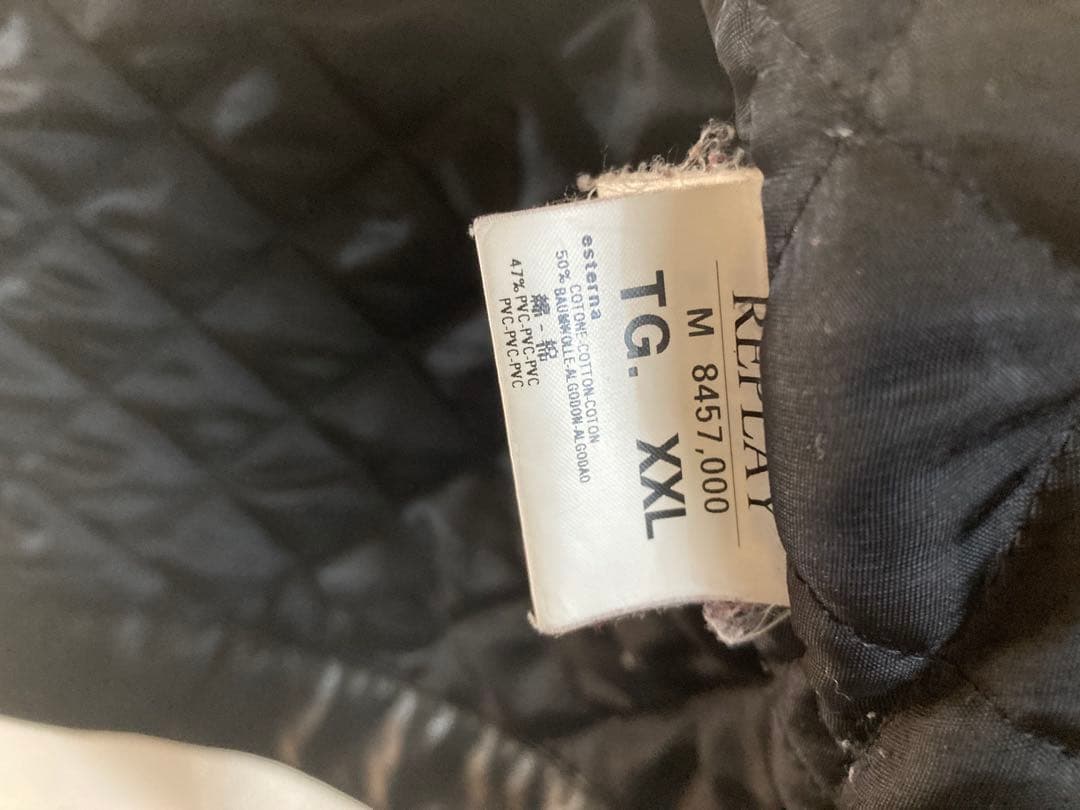 REPLAY
M 8457,000
TG. XXL
esterna
COTONE-COTTON-COTON
50% BAUMWOLLE-ALGODON-ALGODAO
綿-棉
47% PVC-PVC-PVC
PVC-PVC-PVC